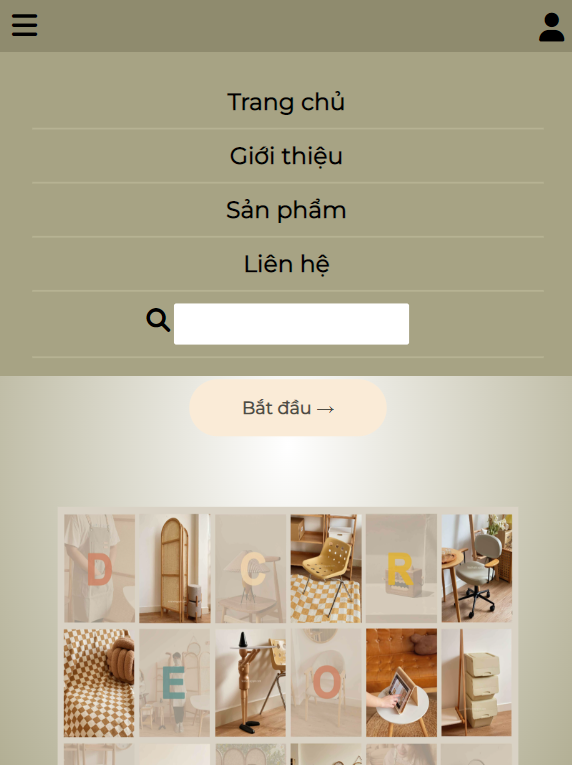 Trang chủ
Giới thiệu
Sản phẩm
Liên hệ
Bắt đầu →
D C R
E O